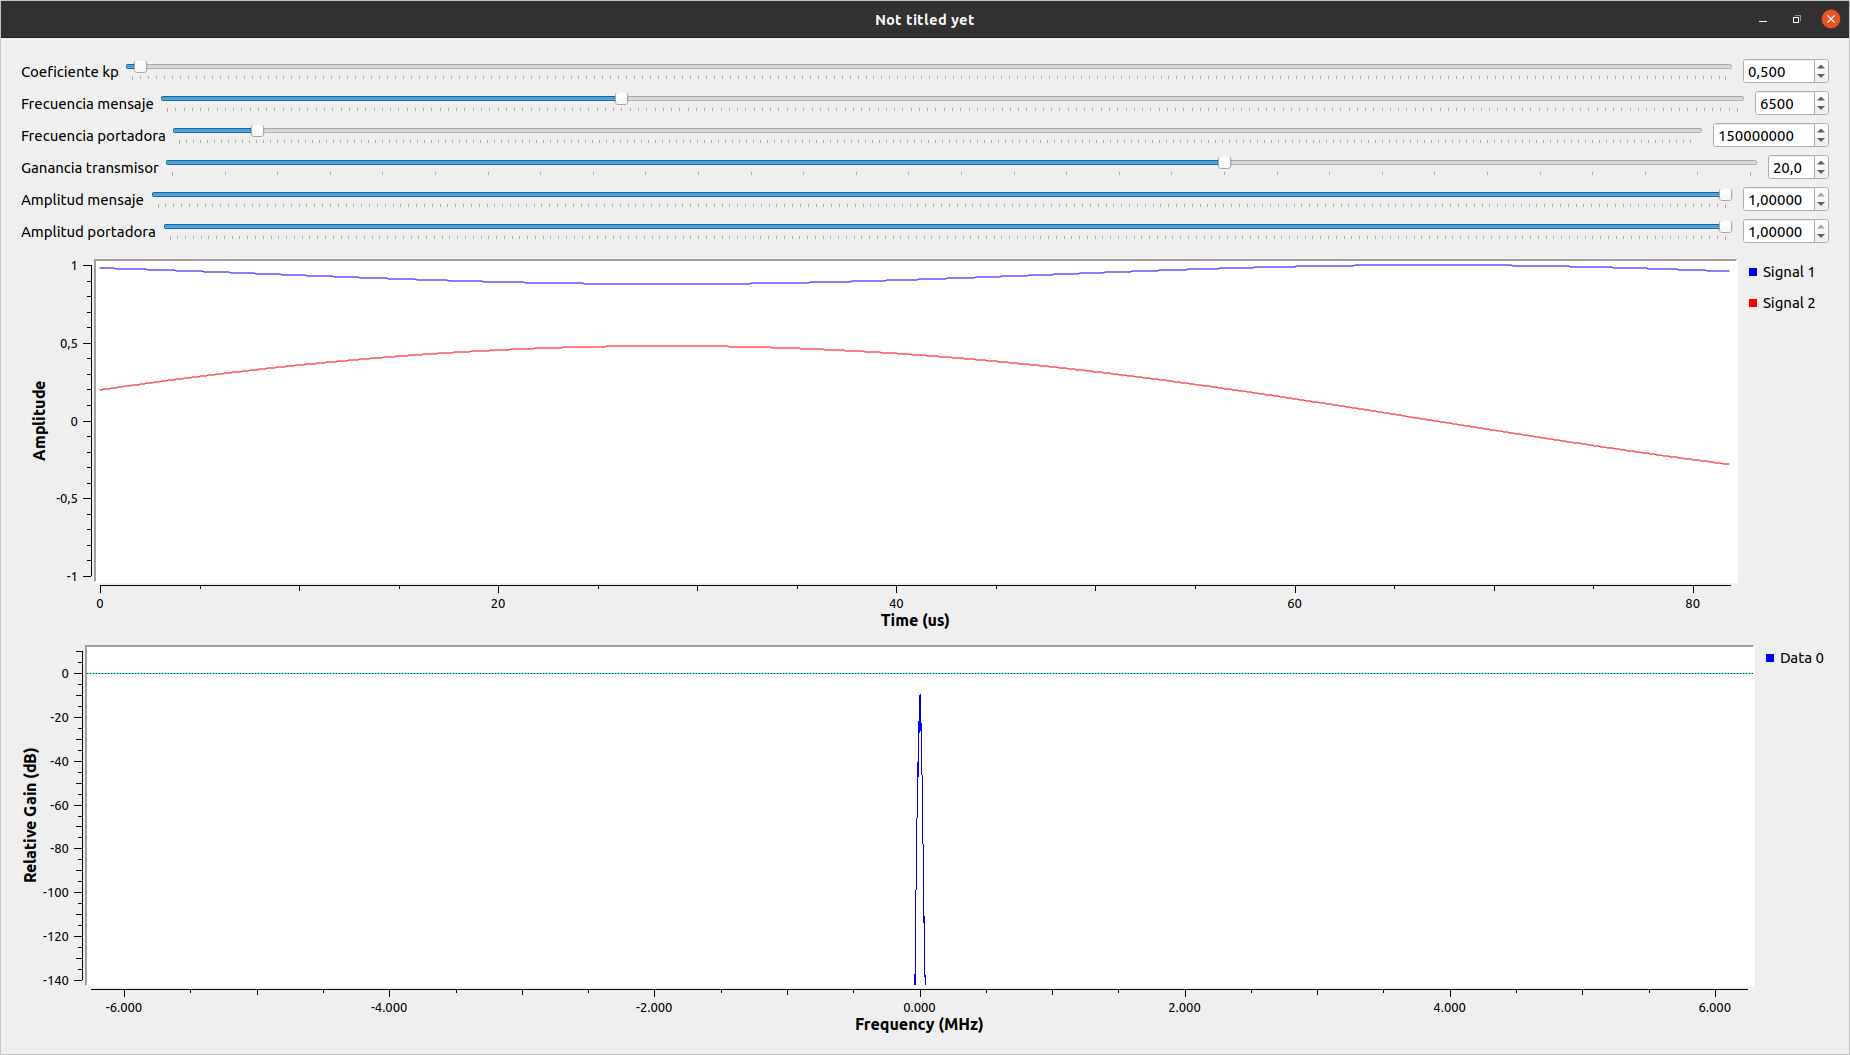 Not titled yet
Coeficiente kp 0,500
Frecuencia mensaje 6500
Frecuencia portadora 150000000
Ganancia transmisor 20,0
Amplitud mensaje 1,00000
Amplitud portadora 1,00000
1
0,5
0
-0,5
-1
Amplitude
Signal 1
Signal 2
0 20 40 60 80
Time (us)
0
-20
-40
-60
-80
-100
-120
-140
Relative Gain (dB)
Data 0
-6.000 -4.000 -2.000 0.000 2.000 4.000 6.000
Frequency (MHz)